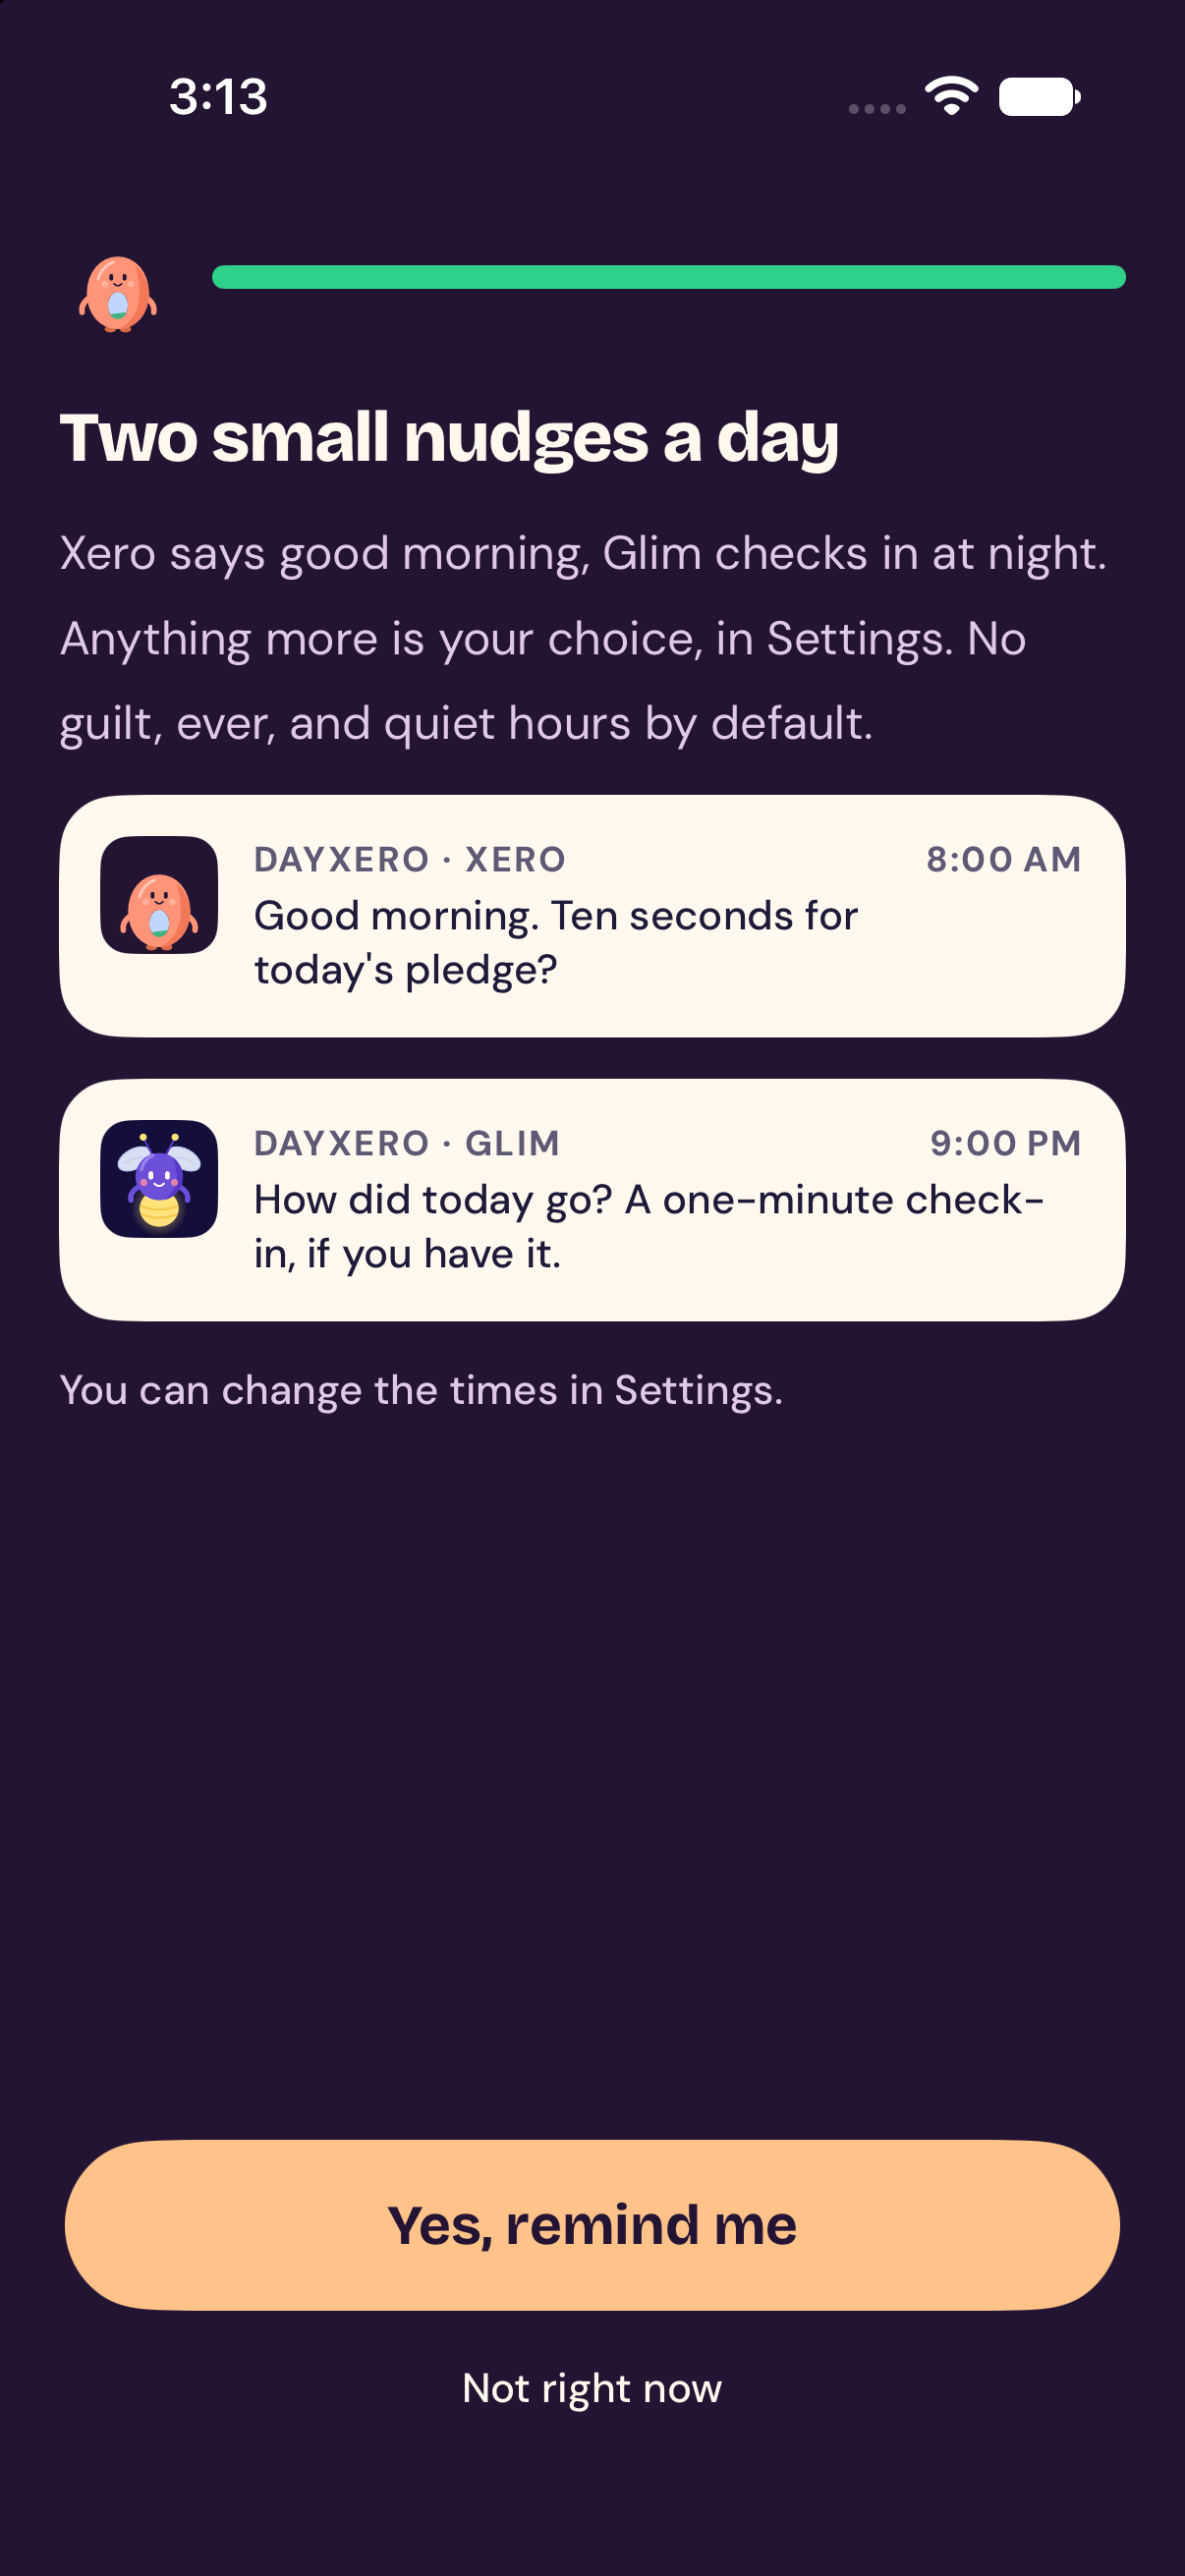 3:13
Two small nudges a day
Xero says good morning, Glim checks in at night.
Anything more is your choice, in Settings. No
guilt, ever, and quiet hours by default.
DAYXERO · XERO 8:00 AM
Good morning. Ten seconds for
today's pledge?
DAYXERO · GLIM 9:00 PM
How did today go? A one-minute check-
in, if you have it.
You can change the times in Settings.
Yes, remind me
Not right now